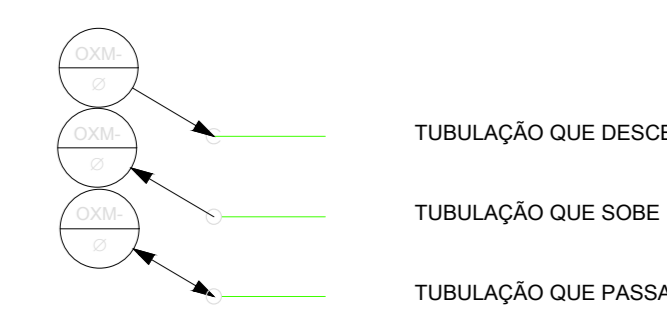 OXM-
Ø
TUBULAÇÃO QUE DESCE
OXM-
Ø
TUBULAÇÃO QUE SOBE
OXM-
Ø
TUBULAÇÃO QUE PASSA